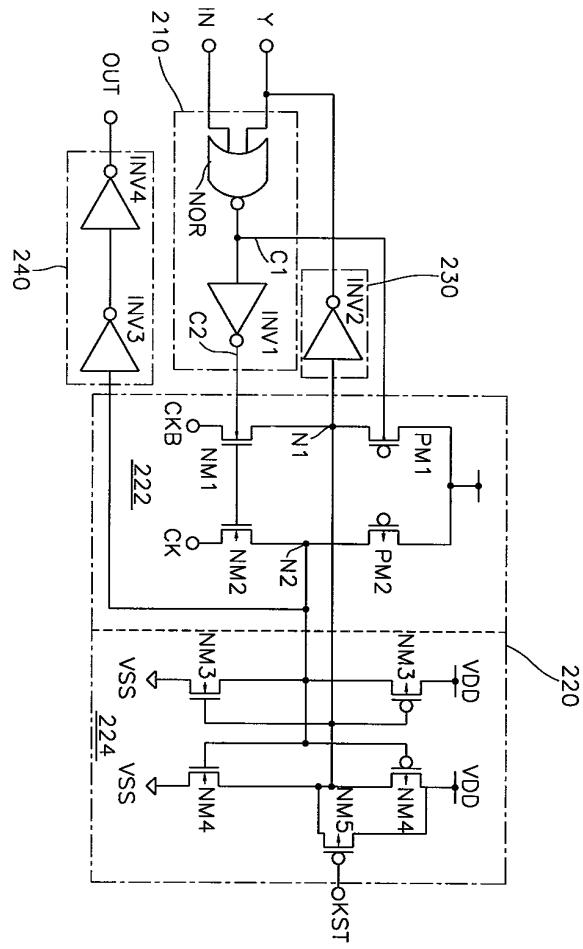 210
IN
Y
OUT
NOR
C1
INV1
C2
230
INV2
INV4
INV3
240
CKB
NM1
N1
PM1
222
CK
NM2
N2
PM2
220
NM3
VSS
NM3
VDD
224
VSS
NM4
NM4
VDD
NM5
KST